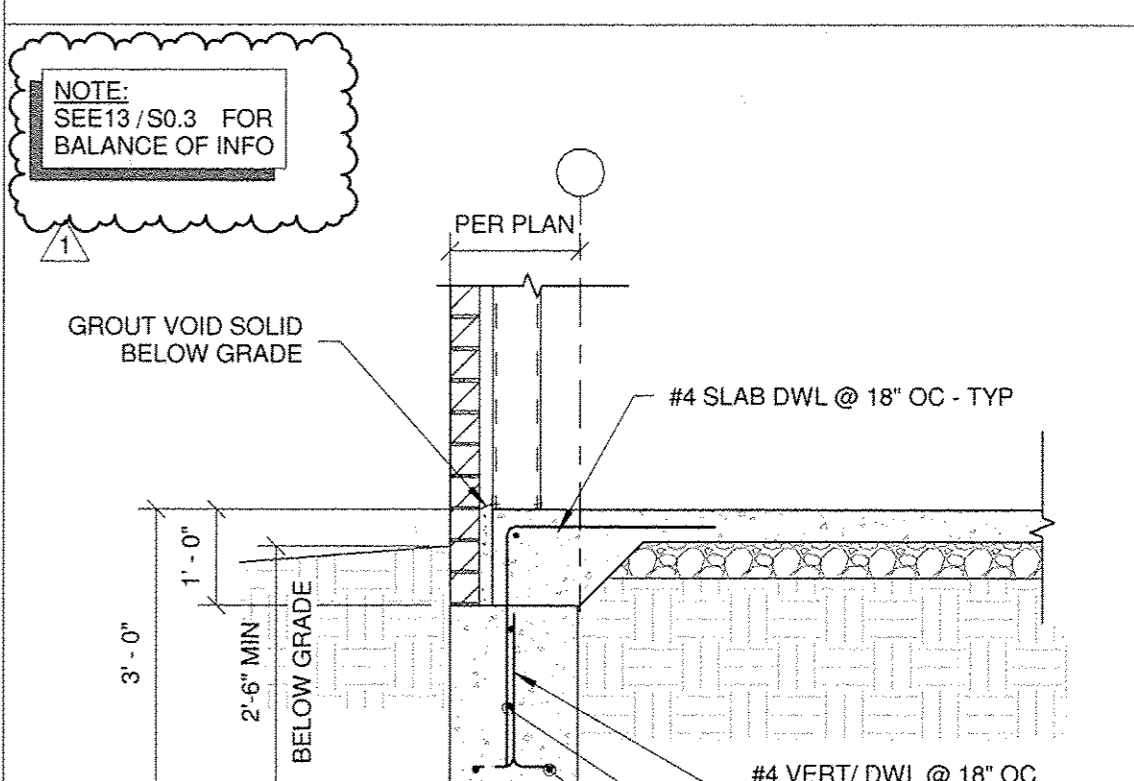 NOTE:
SEE13 / S0.3 FOR
BALANCE OF INFO
1
PER PLAN
GROUT VOID SOLID
BELOW GRADE
#4 SLAB DWL @ 18" OC - TYP
1' - 0"
3' - 0"
2'-6" MIN
BELOW GRADE
#4 VERT/ DWL @ 18" OC